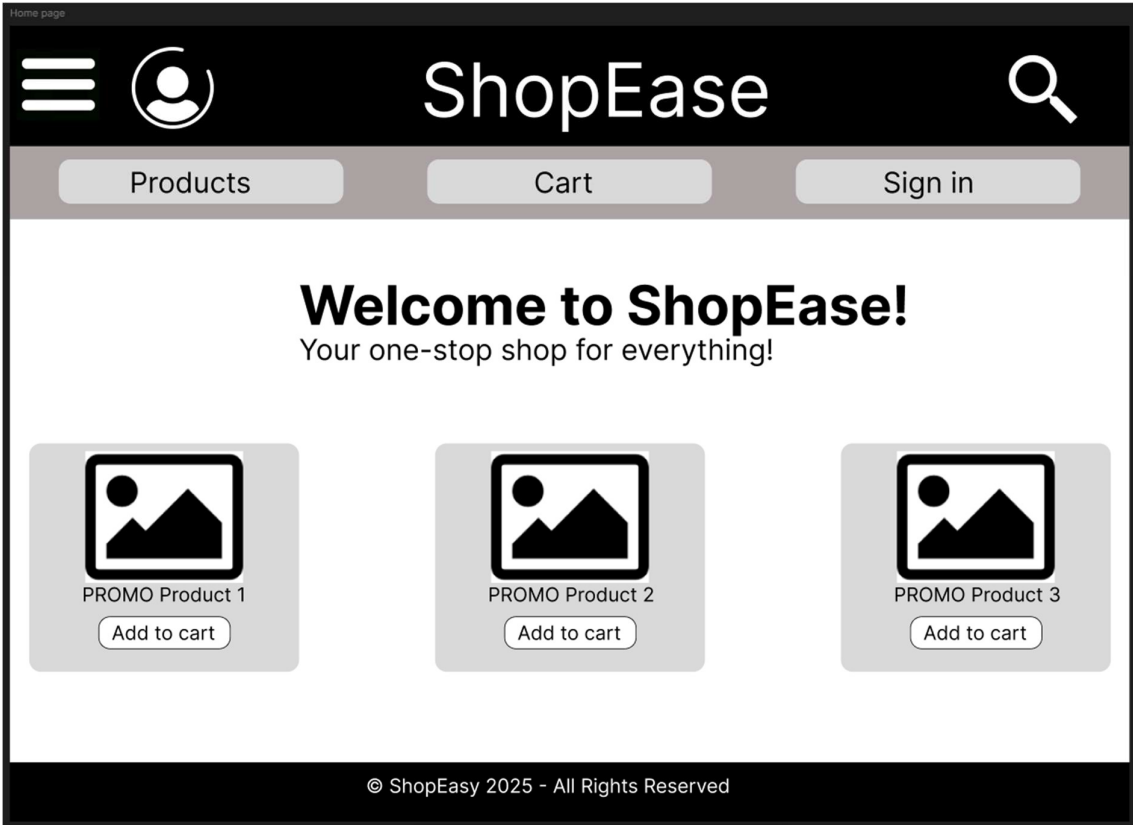 Home page
ShopEase
Products Cart Sign in
Welcome to ShopEase!
Your one-stop shop for everything!
PROMO Product 1 PROMO Product 2 PROMO Product 3
Add to cart Add to cart Add to cart
© ShopEasy 2025 - All Rights Reserved